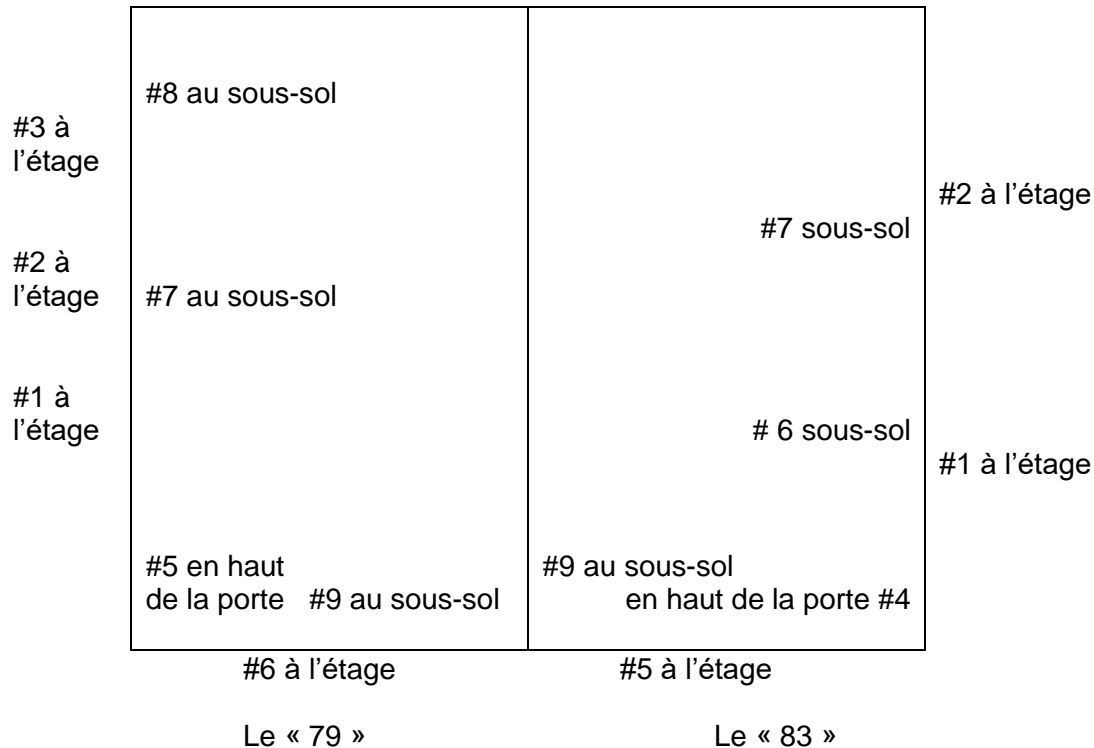 #8 au sous-sol
#3 à
l’étage
#2 à l’étage
#7 sous-sol
#2 à
l’étage
#7 au sous-sol
#1 à
l’étage
# 6 sous-sol
#1 à l’étage
#5 en haut
de la porte
#9 au sous-sol
#9 au sous-sol
en haut de la porte #4
#6 à l’étage
#5 à l’étage
Le « 79 »
Le « 83 »